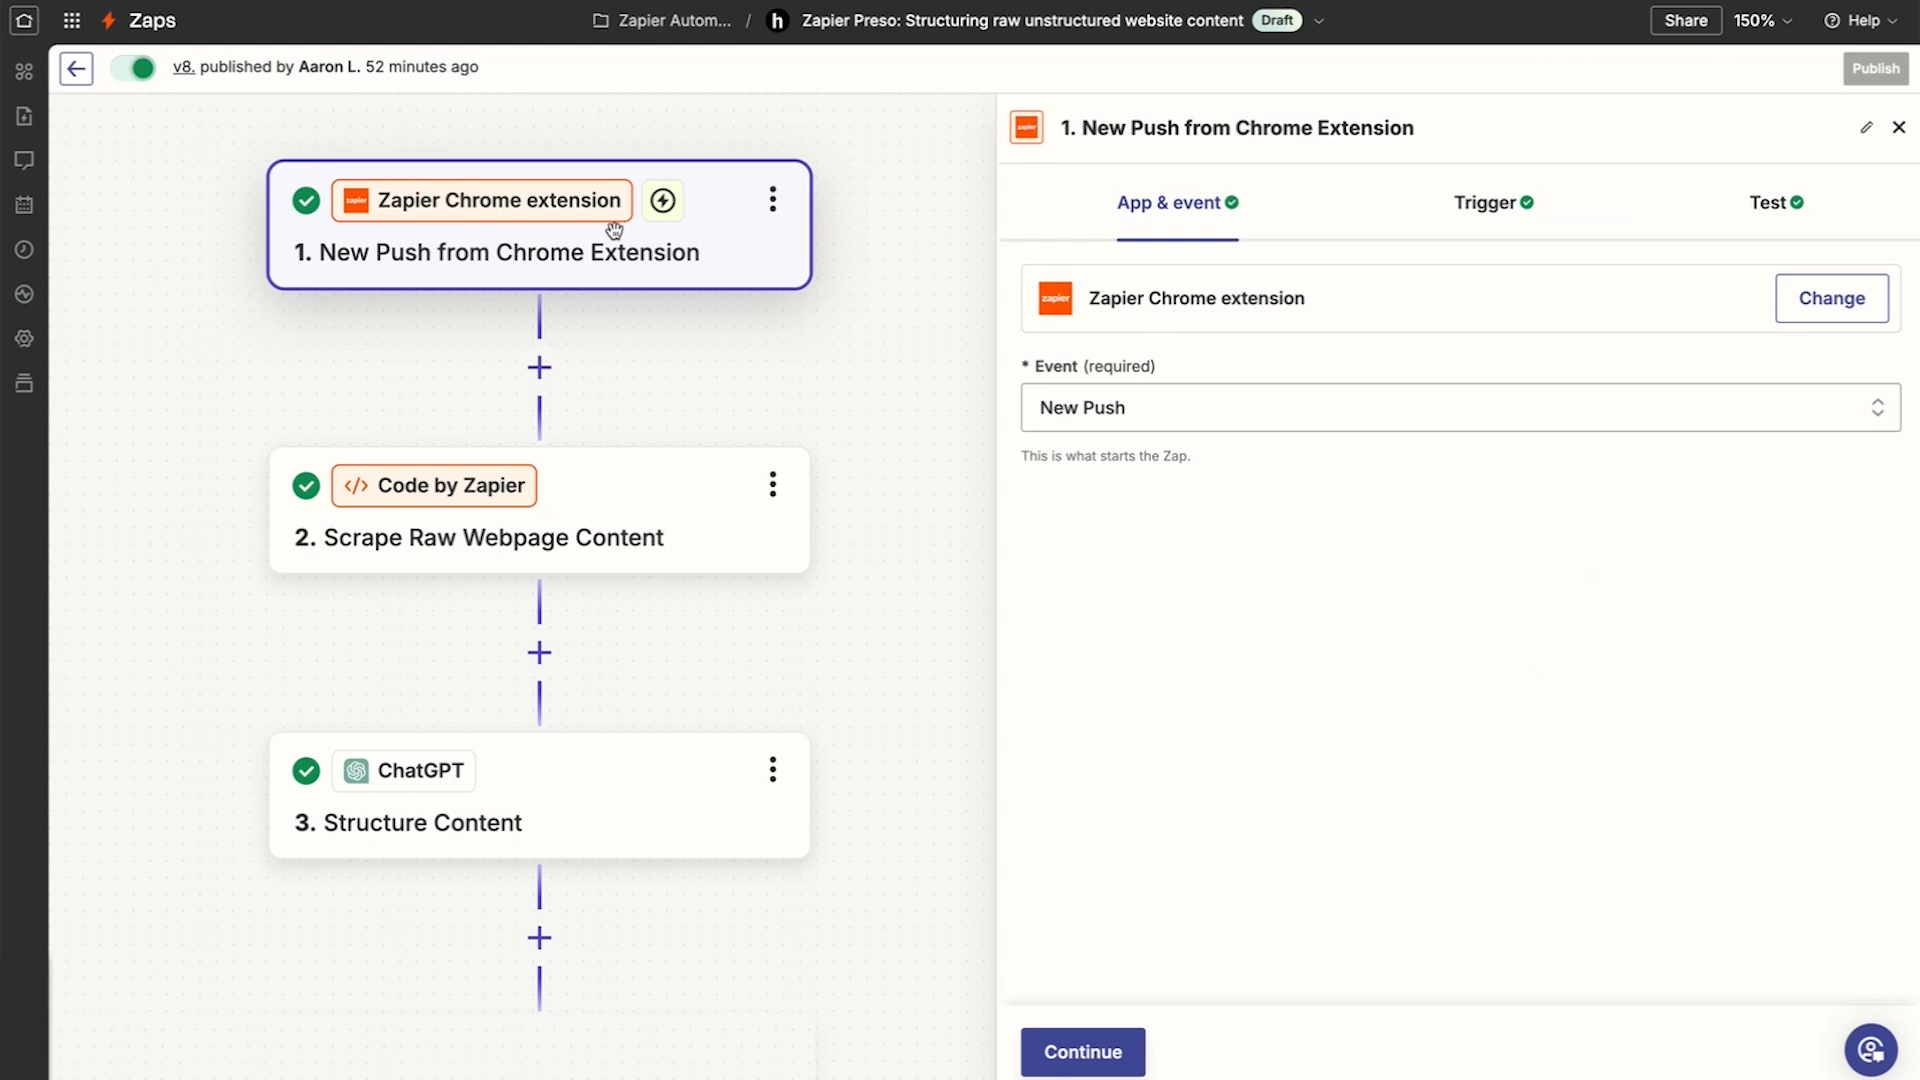 Zaps
Zapier Autom... / h Zapier Preso: Structuring raw unstructured website content Draft
Share 150% Help
v8. published by Aaron L. 52 minutes ago
Publish
zapier Zapier Chrome extension
1. New Push from Chrome Extension
</> Code by Zapier
2. Scrape Raw Webpage Content
ChatGPT
3. Structure Content
zapier 1. New Push from Chrome Extension
App & event Trigger Test
zapier Zapier Chrome extension Change
* Event (required)
New Push
This is what starts the Zap.
Continue